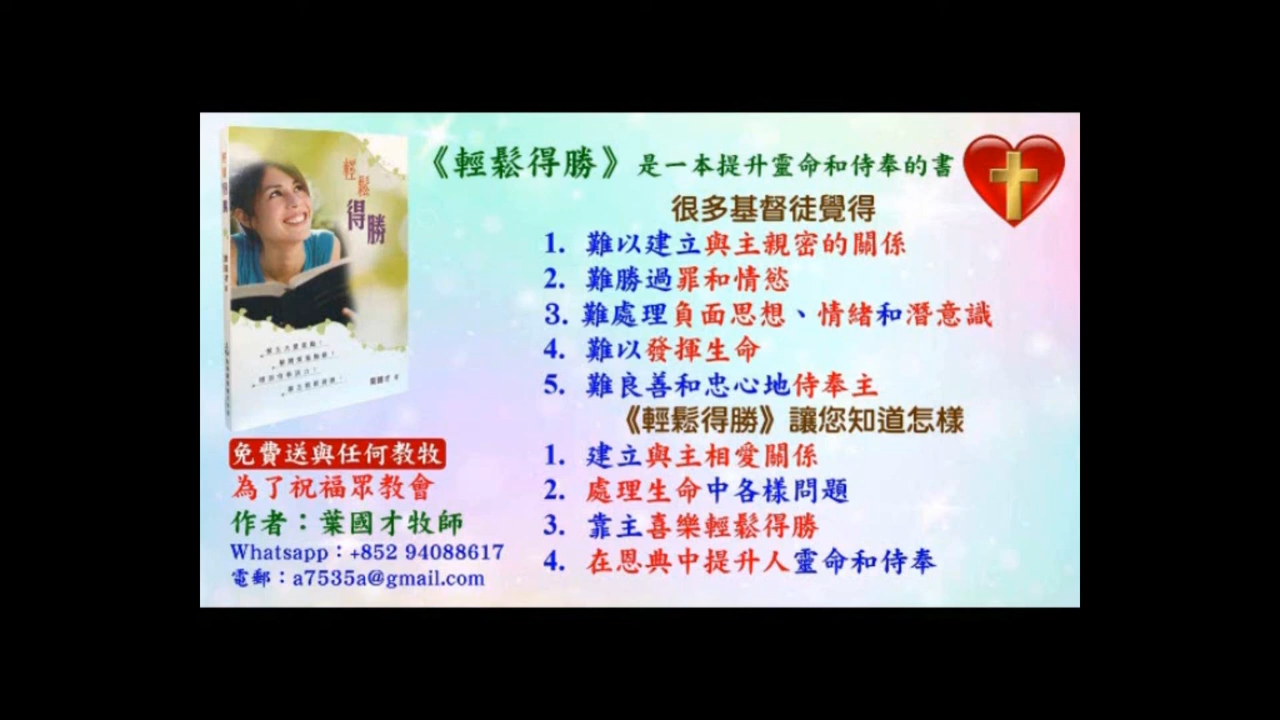 輕鬆
得勝
《輕鬆得勝》是一本提升靈命和侍奉的書
很多基督徒覺得
1. 難以建立與主親密的關係
2. 難勝過罪和情慾
3. 難處理負面思想、情緒和潛意識
4. 難以發揮生命
5. 難良善和忠心地侍奉主
《輕鬆得勝》讓您知道怎樣
1. 建立與主相愛關係
2. 處理生命中各樣問題
3. 靠主喜樂輕鬆得勝
4. 在恩典中提升人靈命和侍奉
免費送與任何教牧
為了祝福眾教會
作者：葉國才牧師
Whatsapp：+852 94088617
電郵：a7535a@gmail.com